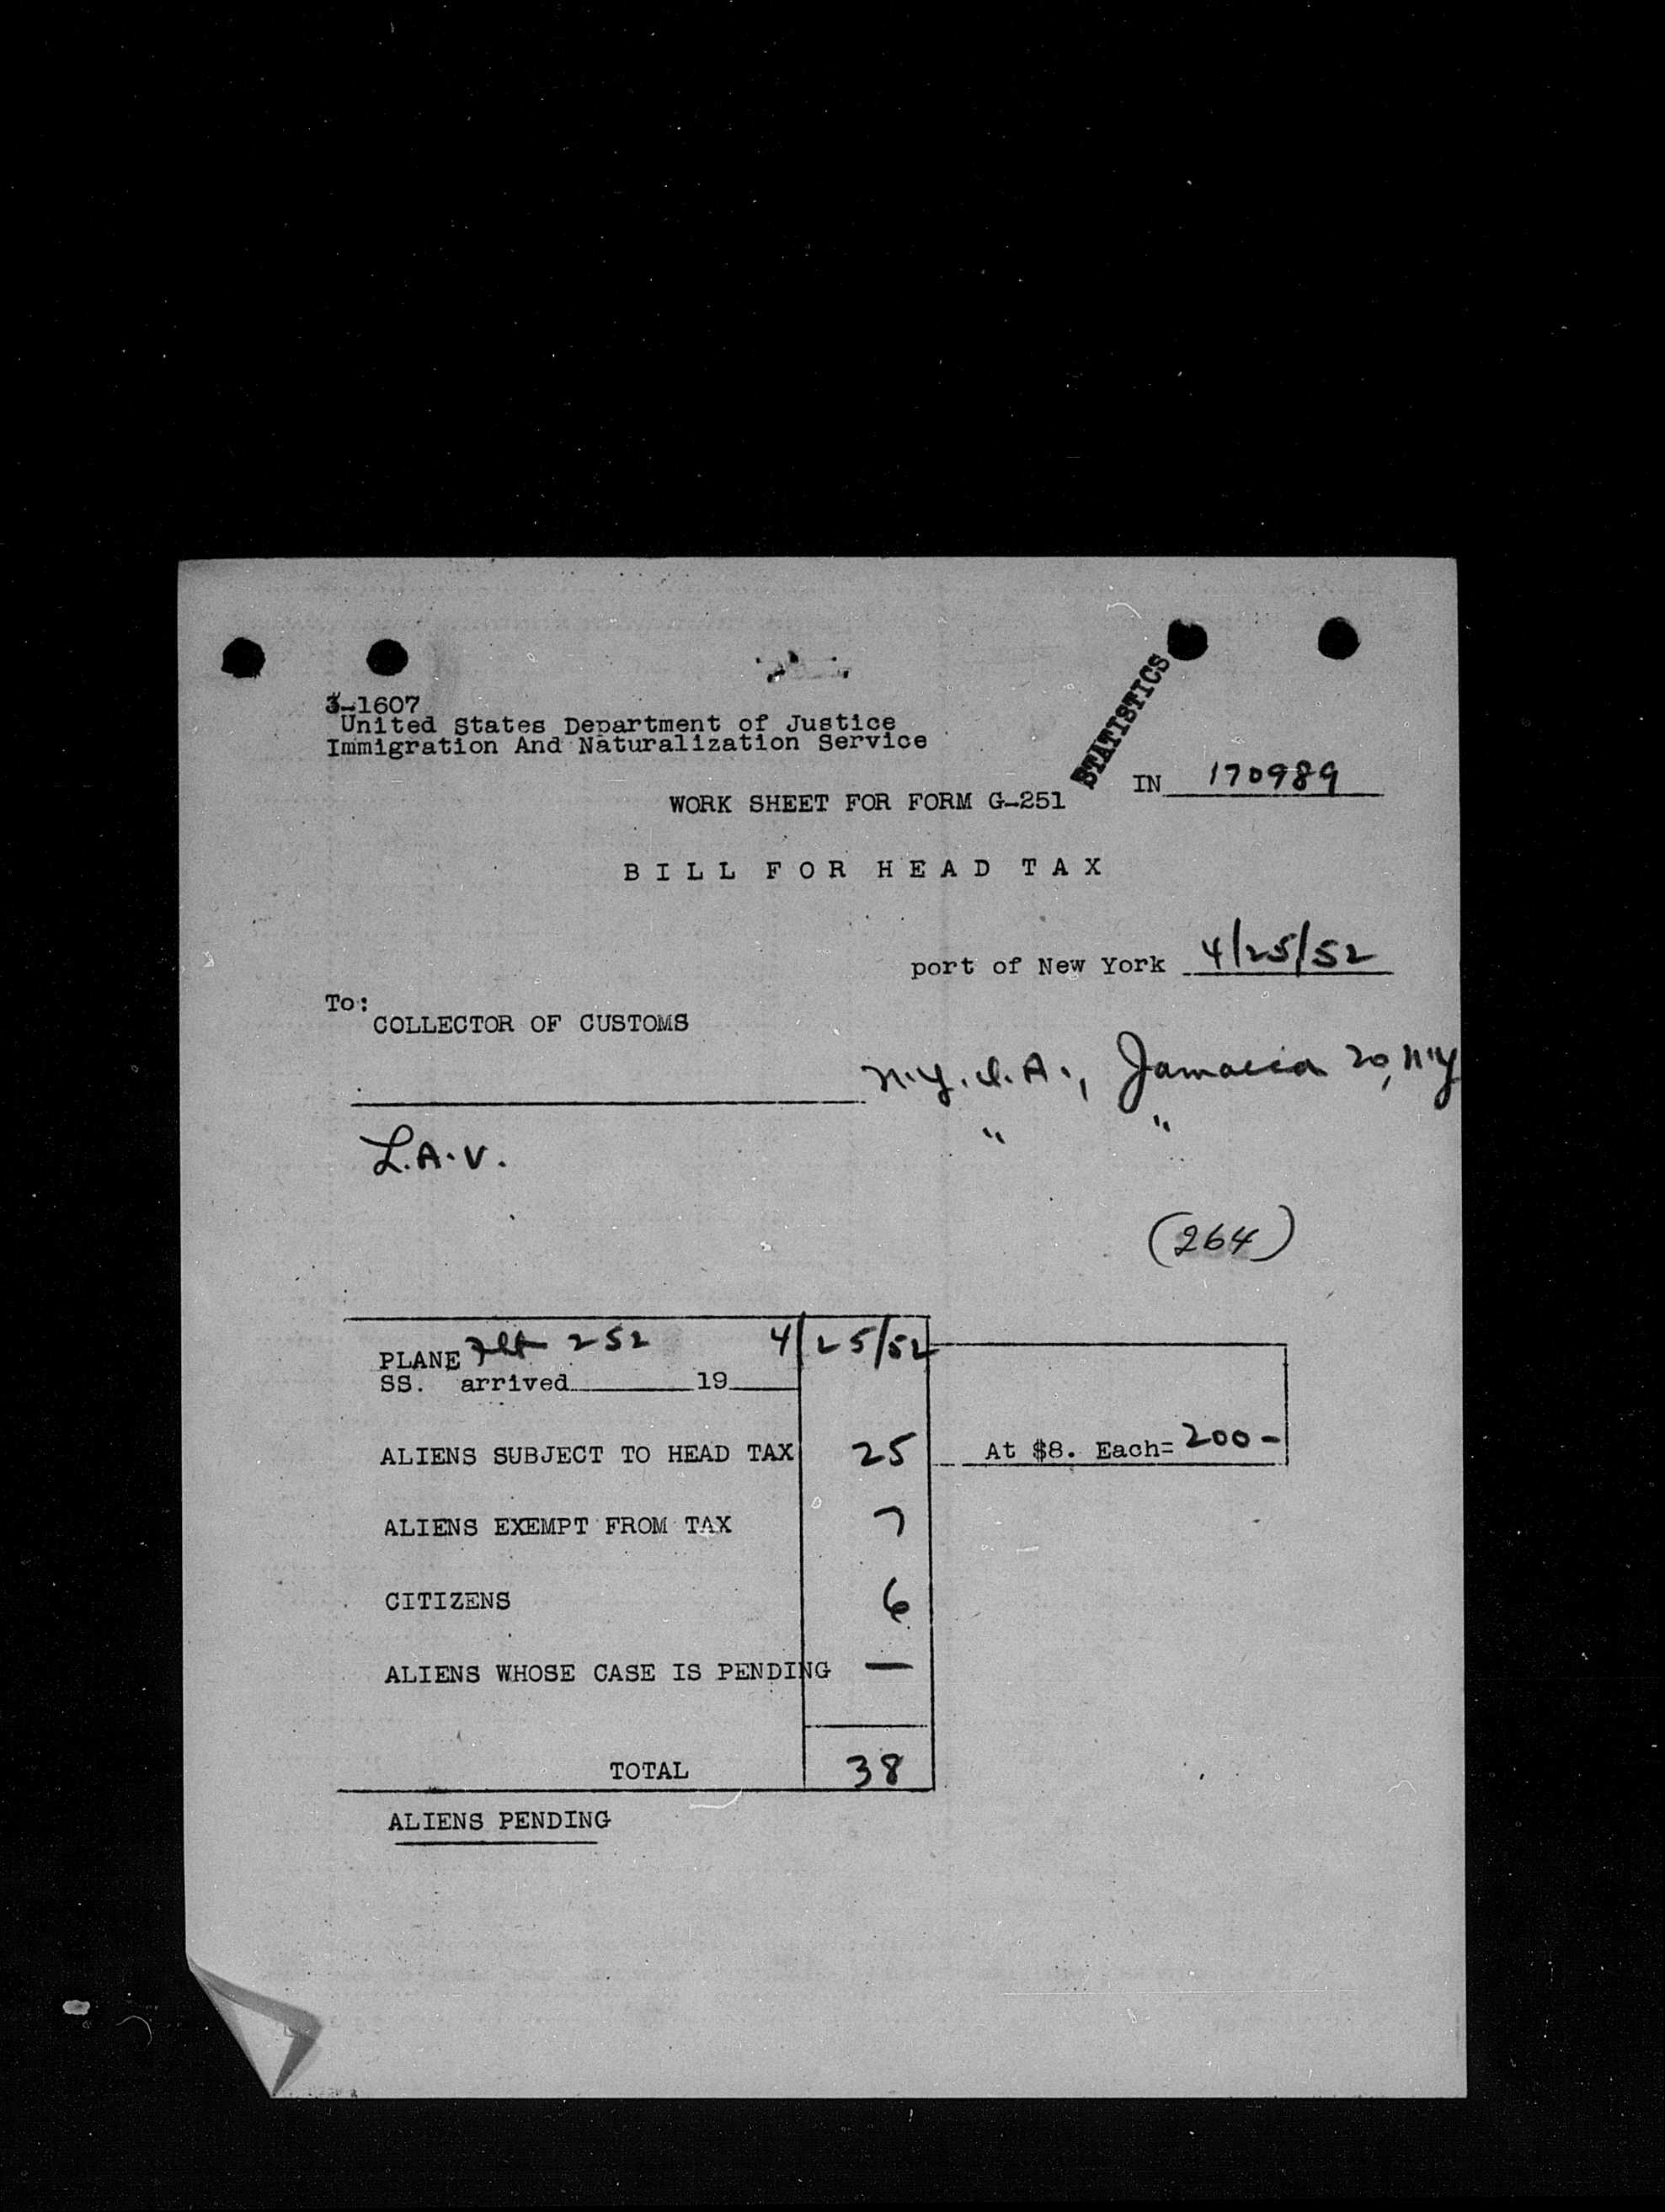 3-1607
United States Department of Justice
Immigration And Naturalization Service
STATISTICS
IN 170989
WORK SHEET FOR FORM G-251
BILL FOR HEAD TAX
port of New York 4/25/52
To:
COLLECTOR OF CUSTOMS
N.Y.I.A., Jamaica 20, N.Y
" "
L.A.V.
(264)
PLANE Flt 252 4/25/52
SS. arrived 19
ALIENS SUBJECT TO HEAD TAX 25 At $8. Each= 200-
ALIENS EXEMPT FROM TAX 7
CITIZENS 6
ALIENS WHOSE CASE IS PENDING —
TOTAL 38
ALIENS PENDING